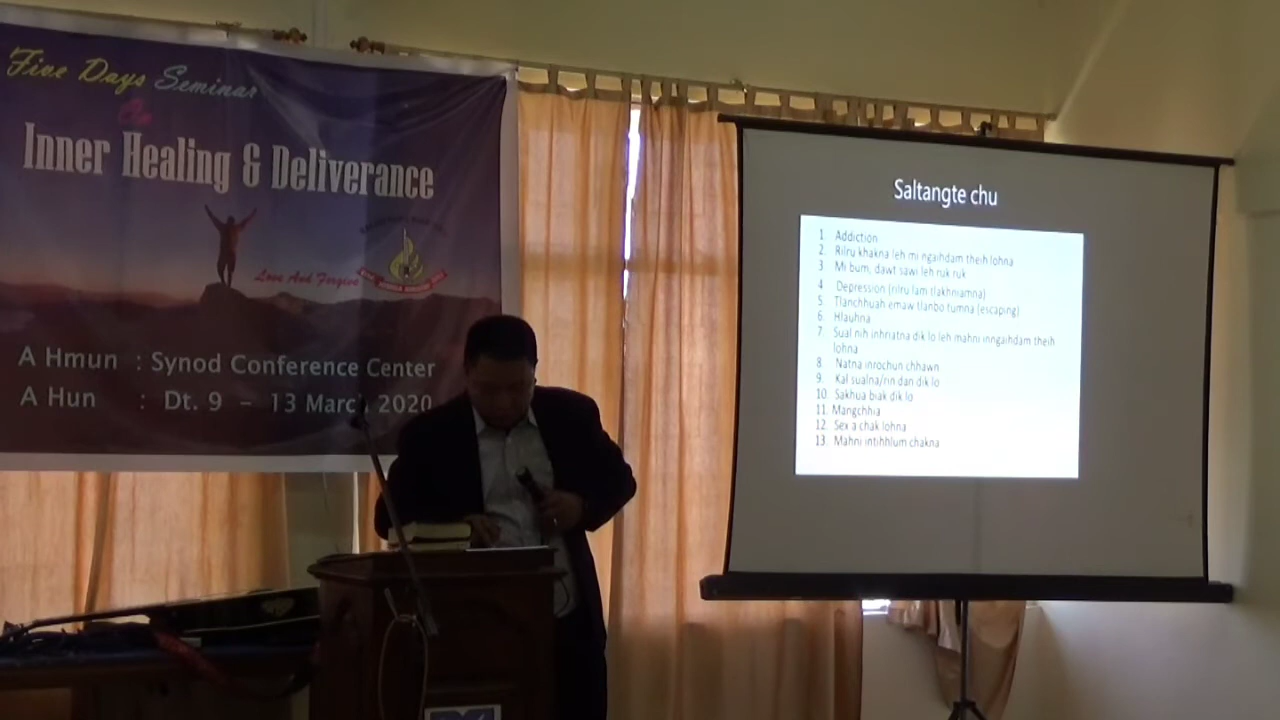 Five Days Seminar
On
Inner Healing & Deliverance
Love And Forgive
A Hmun : Synod Conference Center
A Hun : Dt. 9 - 13 March 2020
Saltangte chu
1. Addiction
2. Rilru khakna leh mi ngaihdam theih lohna
3 Mi bum, dawt sawi leh ruk ruk
4 Depression (rilru lam tlakhniamna)
5 Tlanchhuah emaw tlanbo tumna (escaping)
6. Hlauhna
7. Sual nih inhriatna dik lo leh mahni inngaihdam theih
lohna
8 Natna inrochun chhawn
9. Kal sualna/rin dan dik lo
10. Sakhua biak dik lo
11. Mangchhia
12. Sex a chak lohna
13. Mahni intihhlum chakna